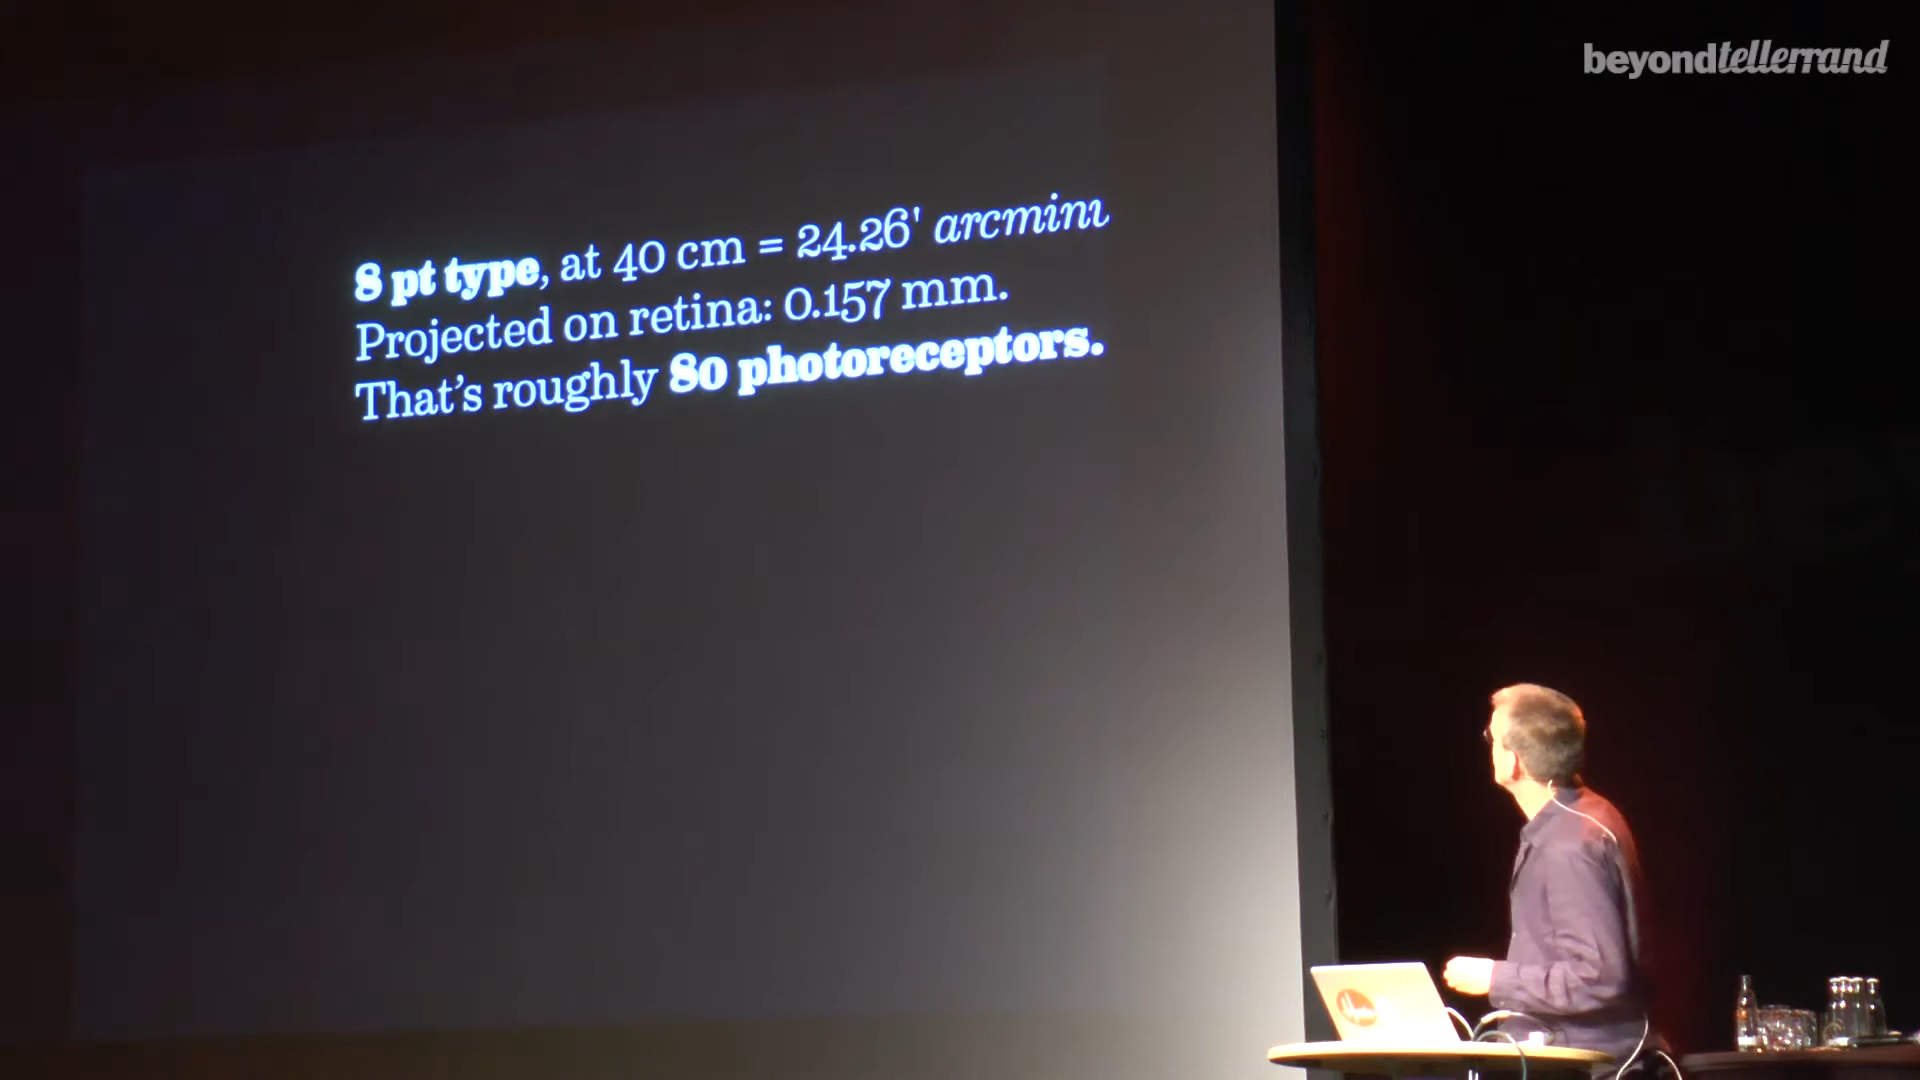 beyondtellerrand
8 pt type, at 40 cm = 24.26'
Projected on retina: 0.157 mm.
That's roughly 80 photoreceptors.